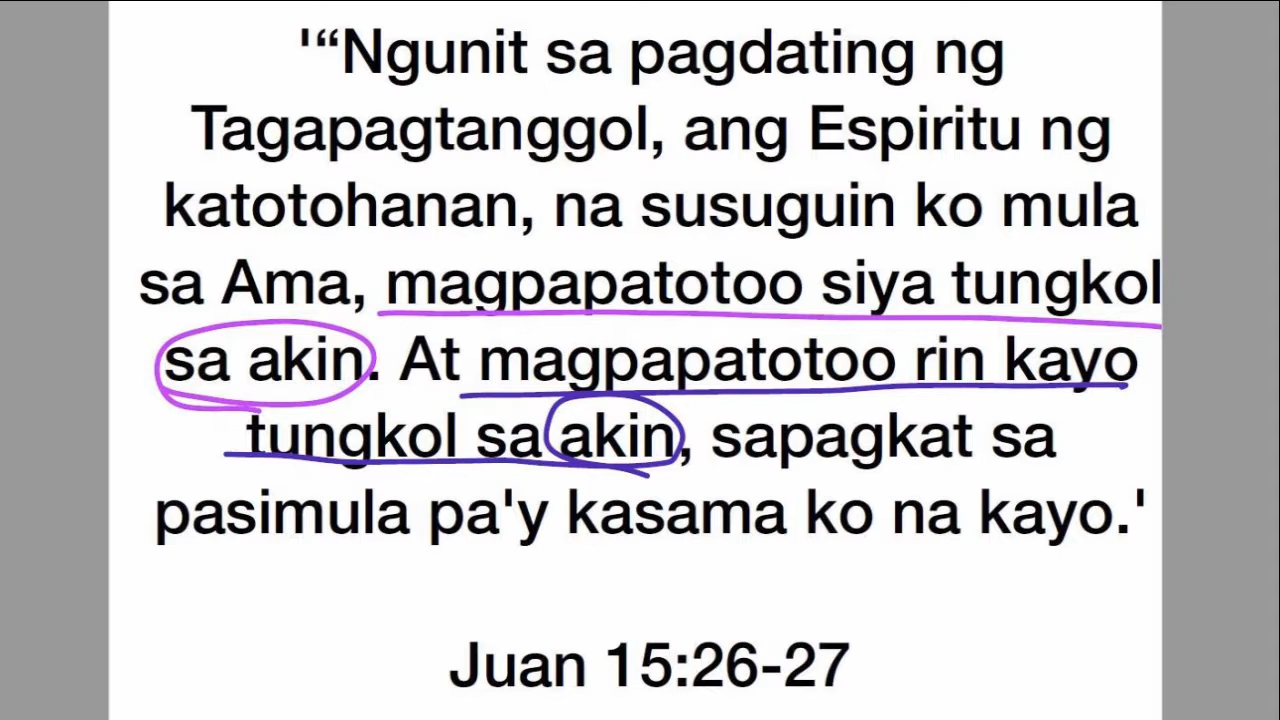 '“Ngunit sa pagdating ng
Tagapagtanggol, ang Espiritu ng
katotohanan, na susuguin ko mula
sa Ama, magpapatotoo siya tungkol
sa akin. At magpapatotoo rin kayo
tungkol sa akin, sapagkat sa
pasimula pa'y kasama ko na kayo.'
Juan 15:26-27